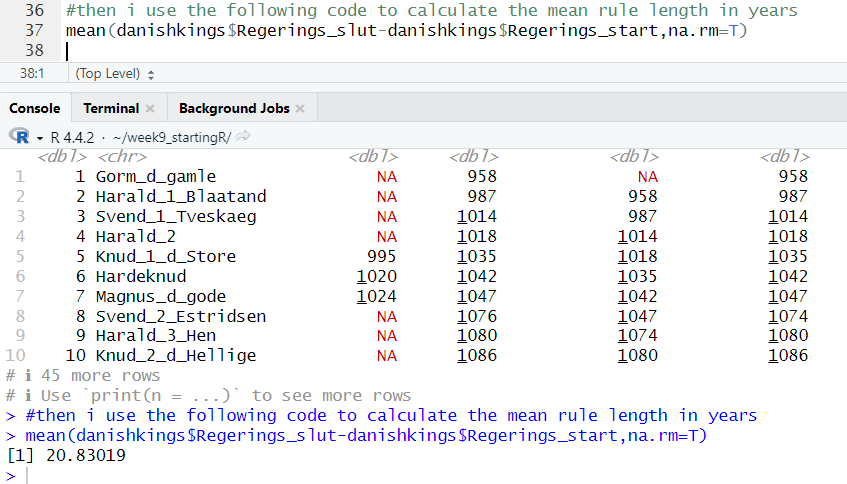 36 #then i use the following code to calculate the mean rule length in years
37 mean(danishkings$Regerings_slut-danishkings$Regerings_start,na.rm=T)
38
38:1 (Top Level)
Console Terminal Background Jobs
R R 4.4.2 · ~/week9_startingR/
<dbl> <chr> <dbl> <dbl> <dbl> <dbl>
1 1 Gorm_d_gamle NA 958 NA 958
2 2 Harald_1_Blaatand NA 987 958 987
3 3 Svend_1_Tveskaeg NA 1014 987 1014
4 4 Harald_2 NA 1018 1014 1018
5 5 Knud_1_d_Store 995 1035 1018 1035
6 6 Hardeknud 1020 1042 1035 1042
7 7 Magnus_d_gode 1024 1047 1042 1047
8 8 Svend_2_Estridsen NA 1076 1047 1074
9 9 Harald_3_Hen NA 1080 1074 1080
10 10 Knud_2_d_Hellige NA 1086 1080 1086
# ℹ 45 more rows
# ℹ Use `print(n = ...)` to see more rows
> #then i use the following code to calculate the mean rule length in years
> mean(danishkings$Regerings_slut-danishkings$Regerings_start,na.rm=T)
[1] 20.83019
>